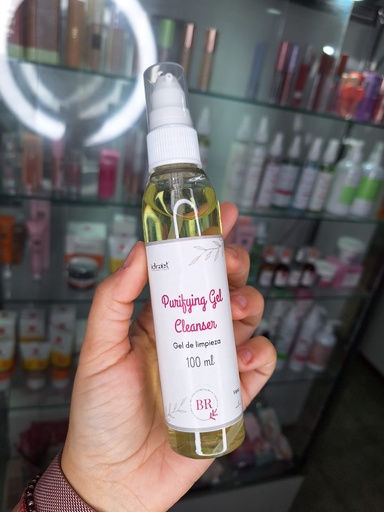 Purifying Gel
Cleanser
Gel de limpieza
100 ml
BR